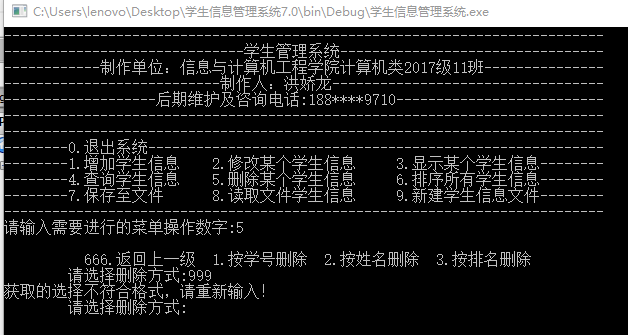 C:\Users\lenovo\Desktop\学生信息管理系统7.0\bin\Debug\学生信息管理系统.exe
---------------------------------------------------------------------------
------------------------------学生管理系统---------------------------------
------------制作单位：信息与计算机工程学院计算机类2017级11班---------------
---------------------------制作人：洪娇龙----------------------------------
-------------------后期维护及咨询电话:188****9710--------------------------
---------------------------------------------------------------------------
---------------------------------------------------------------------------
--------0.退出系统---------------------------------------------------------
--------1.增加学生信息 2.修改某个学生信息 3.显示某个学生信息--------
--------4.查询学生信息 5.删除某个学生信息 6.排序所有学生信息--------
--------7.保存至文件 8.读取文件学生信息 9.新建学生信息文件--------
---------------------------------------------------------------------------
请输入需要进行的菜单操作数字:5
666.返回上一级 1.按学号删除 2.按姓名删除 3.按排名删除
请选择删除方式:999
获取的选择不符合格式，请重新输入!
请选择删除方式: